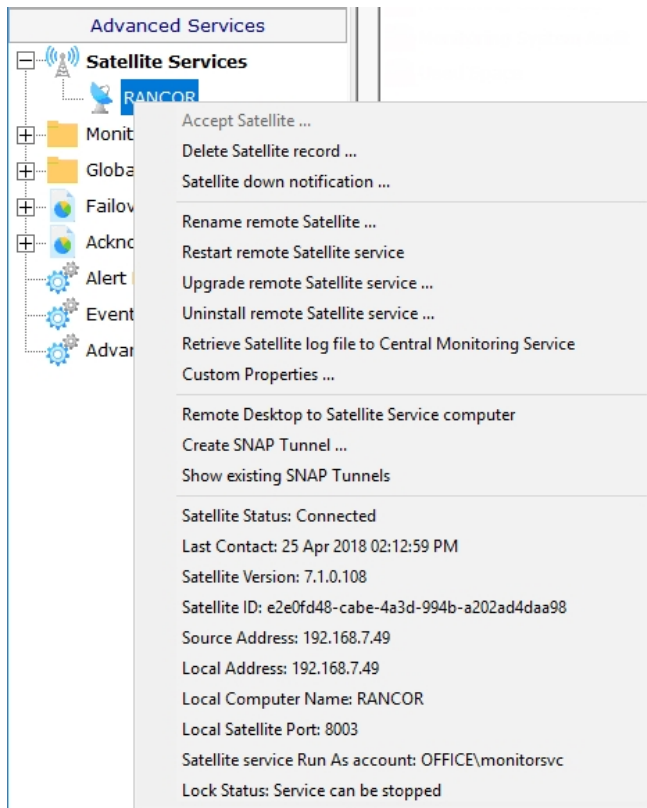 Advanced Services
Satellite Services
RANCOR
Accept Satellite ...
Delete Satellite record ...
Satellite down notification ...
Rename remote Satellite ...
Restart remote Satellite service
Upgrade remote Satellite service ...
Uninstall remote Satellite service ...
Retrieve Satellite log file to Central Monitoring Service
Custom Properties ...
Remote Desktop to Satellite Service computer
Create SNAP Tunnel ...
Show existing SNAP Tunnels
Satellite Status: Connected
Last Contact: 25 Apr 2018 02:12:59 PM
Satellite Version: 7.1.0.108
Satellite ID: e2e0fd48-cabe-4a3d-994b-a202ad4daa98
Source Address: 192.168.7.49
Local Address: 192.168.7.49
Local Computer Name: RANCOR
Local Satellite Port: 8003
Satellite service Run As account: OFFICE\monitorsvc
Lock Status: Service can be stopped
Monit
Globa
Failov
Ackno
Alert
Event
Advar